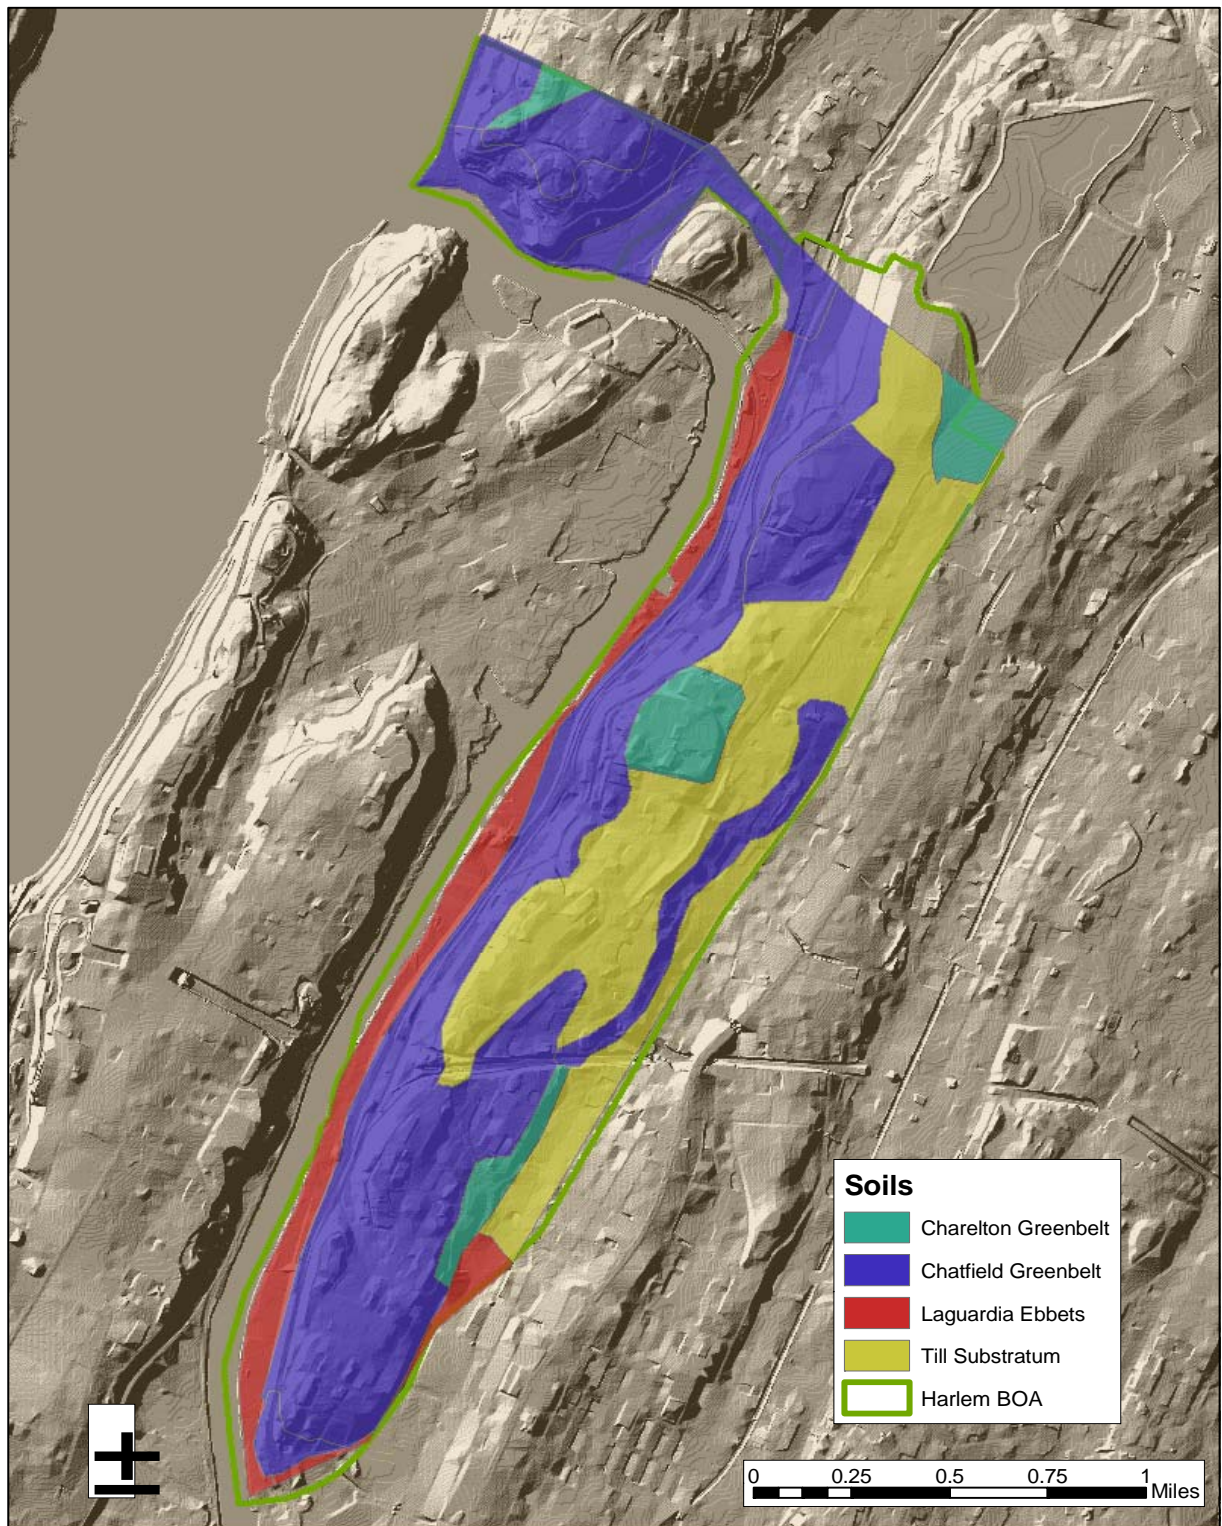 Soils
Charelton Greenbelt
Chatfield Greenbelt
Laguardia Ebbets
Till Substratum
Harlem BOA
0 0.25 0.5 0.75 1
Miles